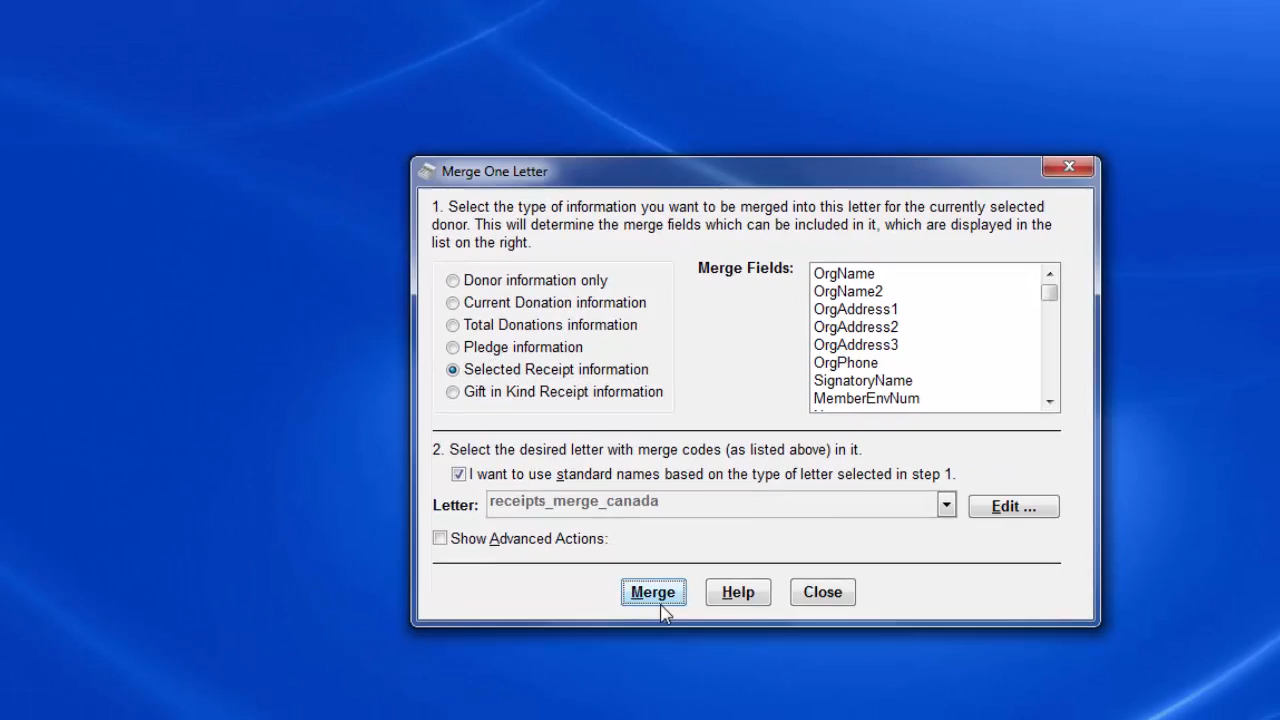 Merge One Letter
1. Select the type of information you want to be merged into this letter for the currently selected
donor. This will determine the merge fields which can be included in it, which are displayed in the
list on the right.
Donor information only
Current Donation information
Total Donations information
Pledge information
Selected Receipt information
Gift in Kind Receipt information
Merge Fields:
OrgName
OrgName2
OrgAddress1
OrgAddress2
OrgAddress3
OrgPhone
SignatoryName
MemberEnvNum
2. Select the desired letter with merge codes (as listed above) in it.
I want to use standard names based on the type of letter selected in step 1.
Letter: receipts_merge_canada Edit ...
Show Advanced Actions:
Merge Help Close